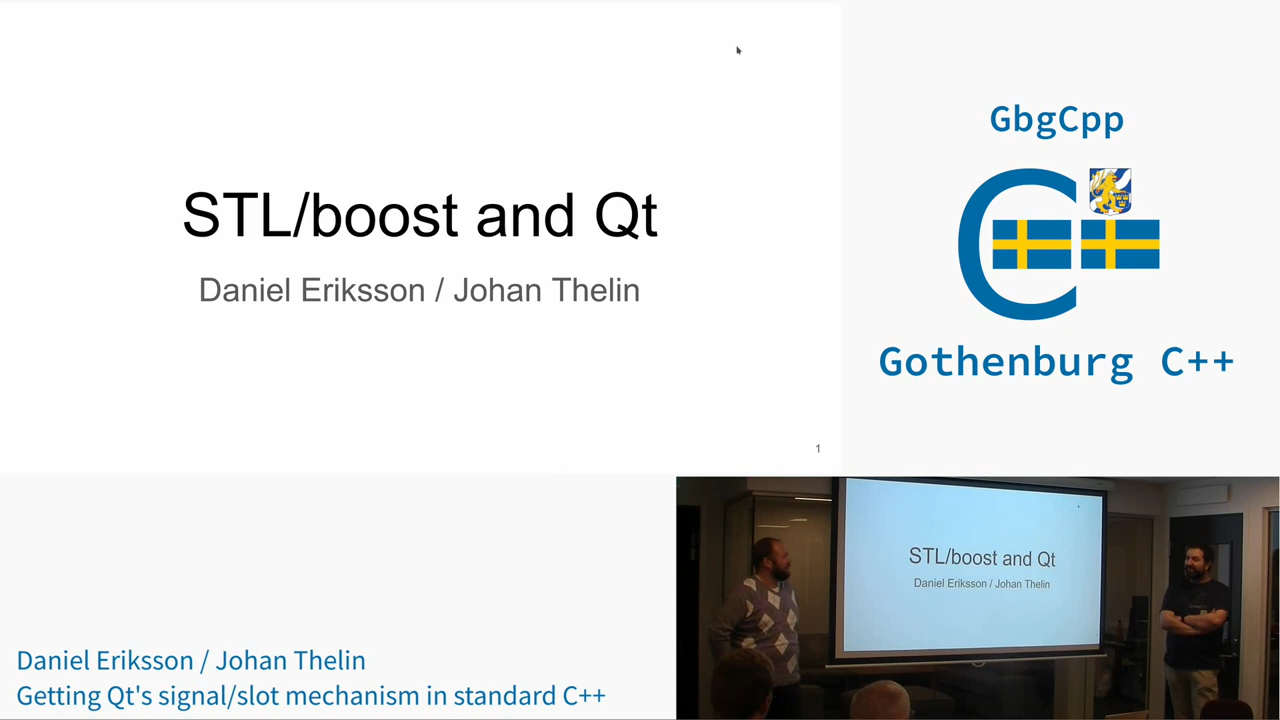 STL/boost and Qt
Daniel Eriksson / Johan Thelin
1
GbgCpp
C
Gothenburg C++
STL/boost and Qt
Daniel Eriksson / Johan Thelin
Daniel Eriksson / Johan Thelin
Getting Qt's signal/slot mechanism in standard C++